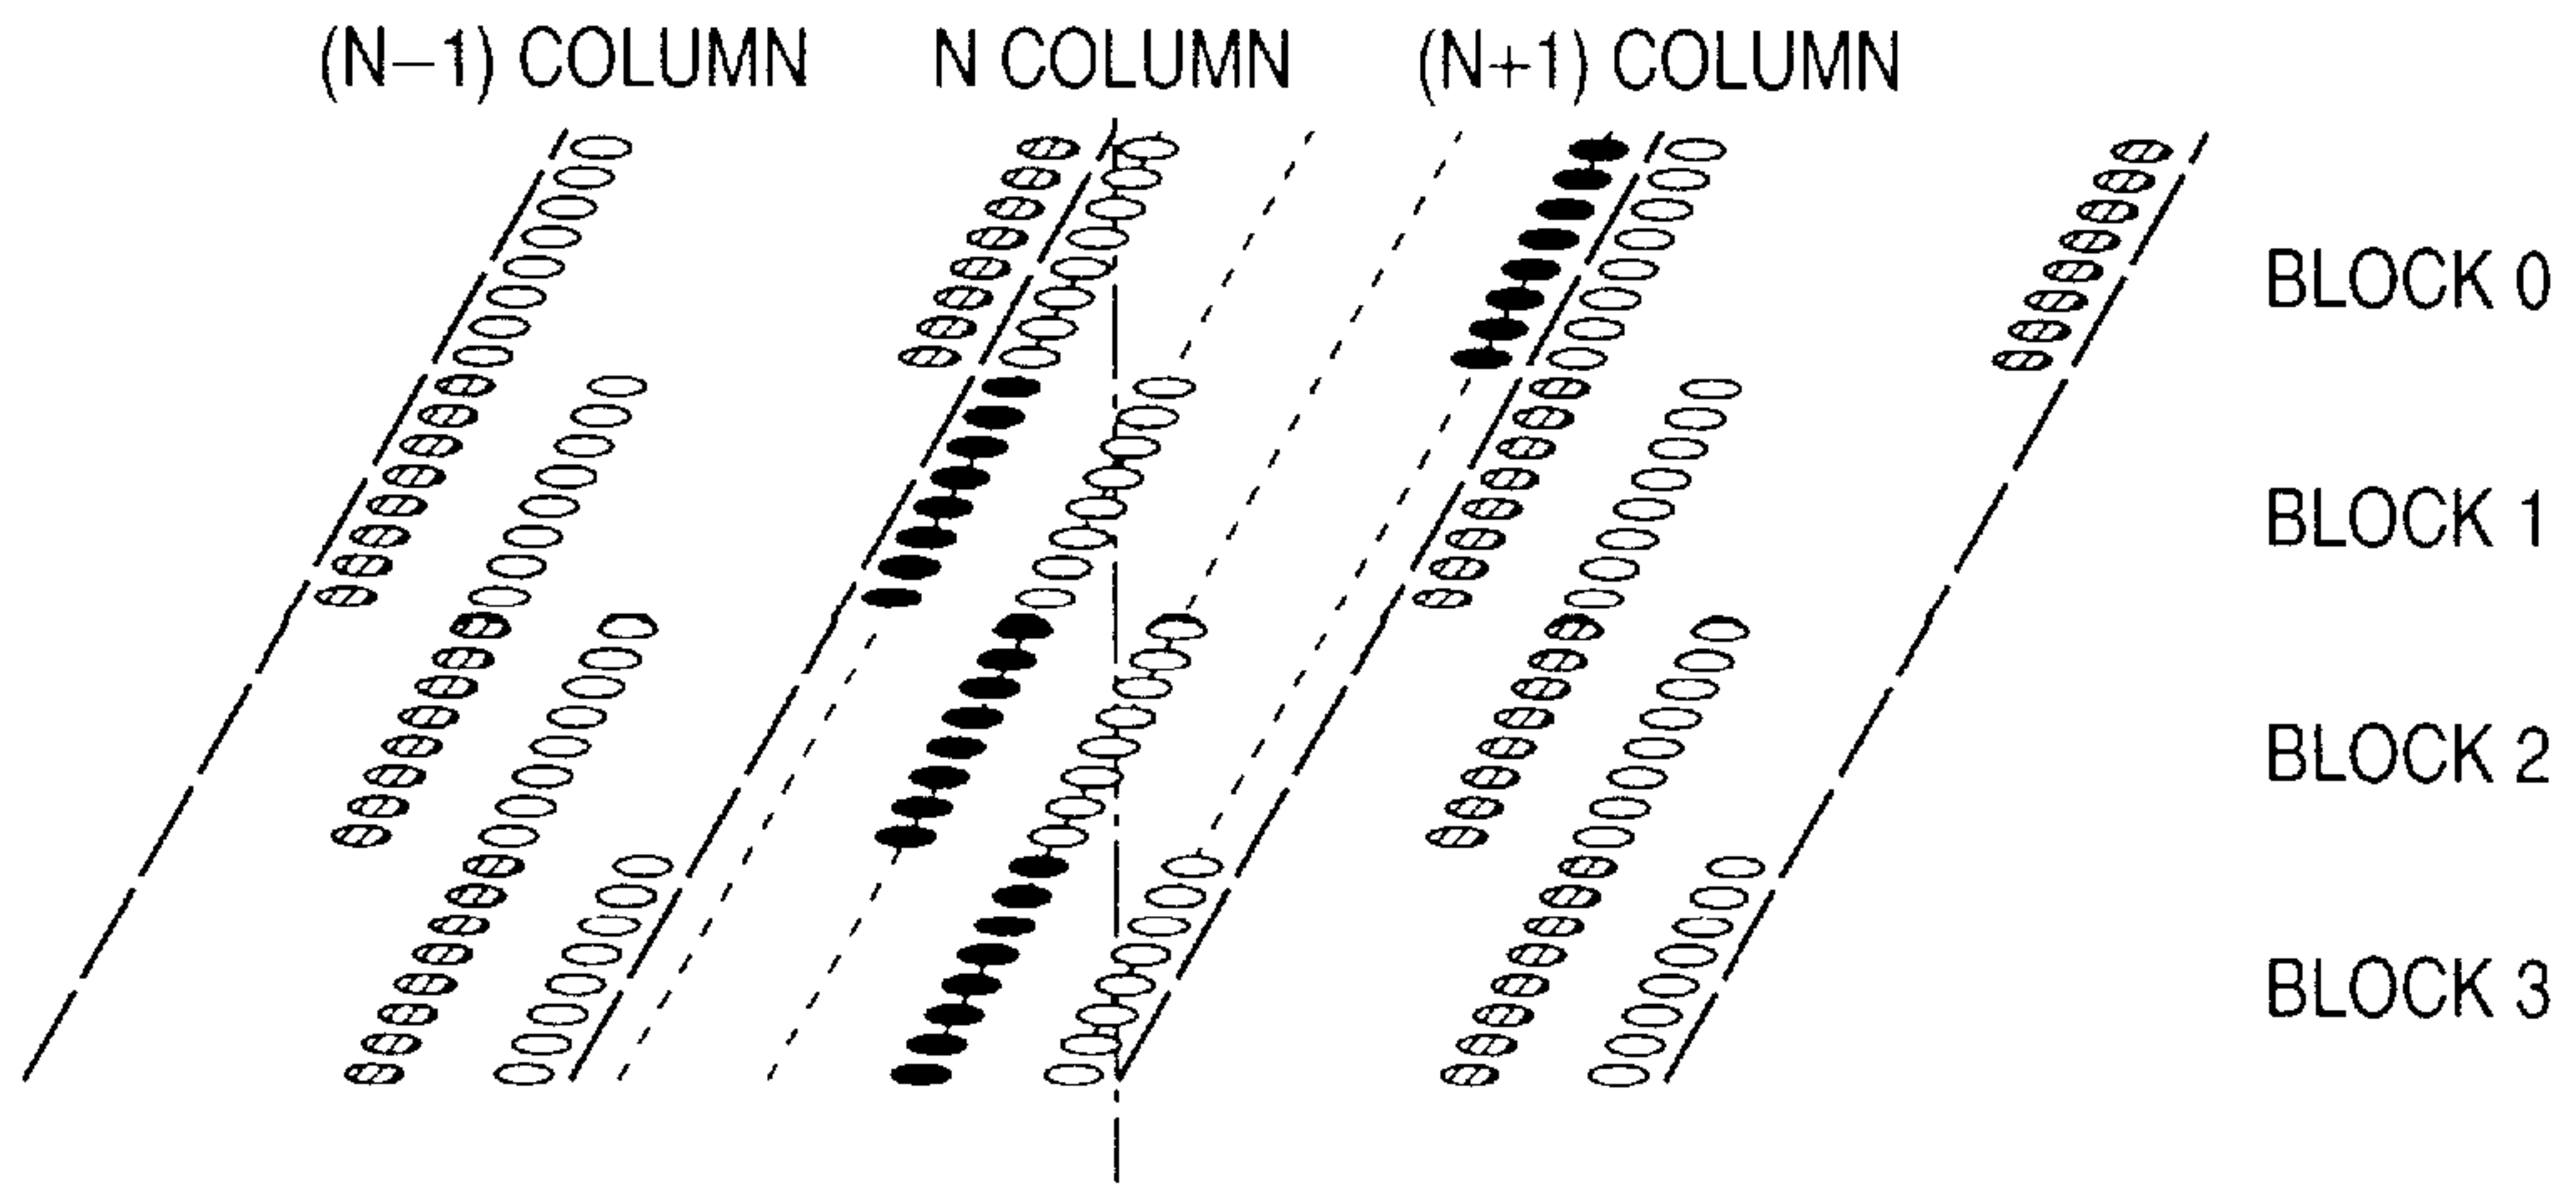 (N−1) COLUMN N COLUMN (N+1) COLUMN
BLOCK 0
BLOCK 1
BLOCK 2
BLOCK 3